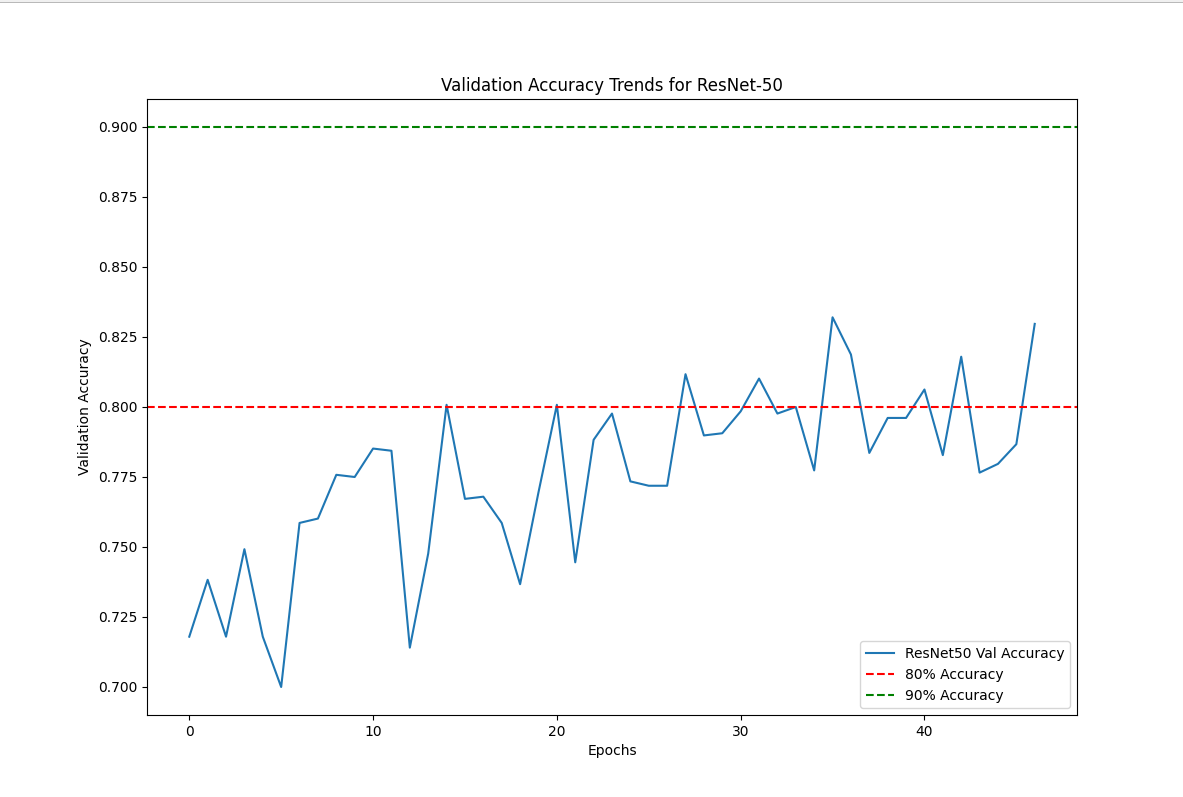 Validation Accuracy Trends for ResNet-50
0.900
0.875
0.850
0.825
0.800
0.775
0.750
0.725
0.700
Validation Accuracy
ResNet50 Val Accuracy
80% Accuracy
90% Accuracy
0 10 20 30 40
Epochs